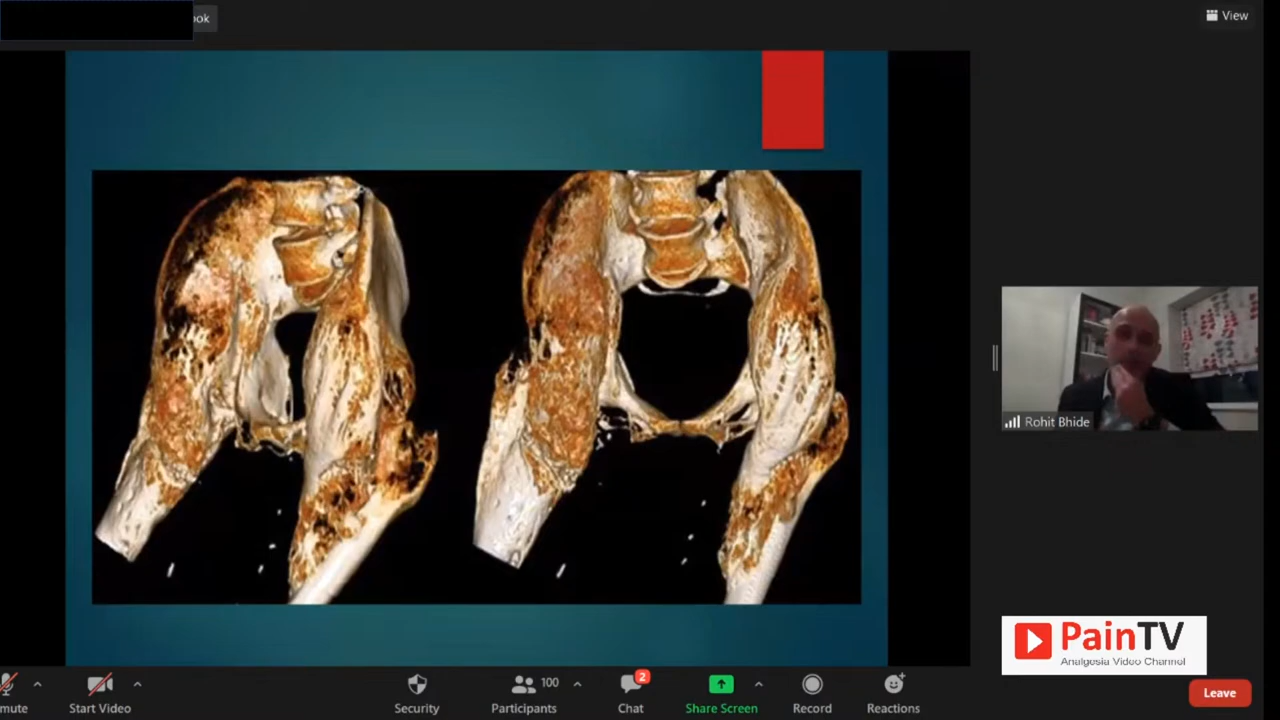 ook
View
Rohit Bhide
PainTV
Analgesia Video Channel
mute
Start Video
Security
100
Participants
2
Chat
Share Screen
Record
Reactions
Leave